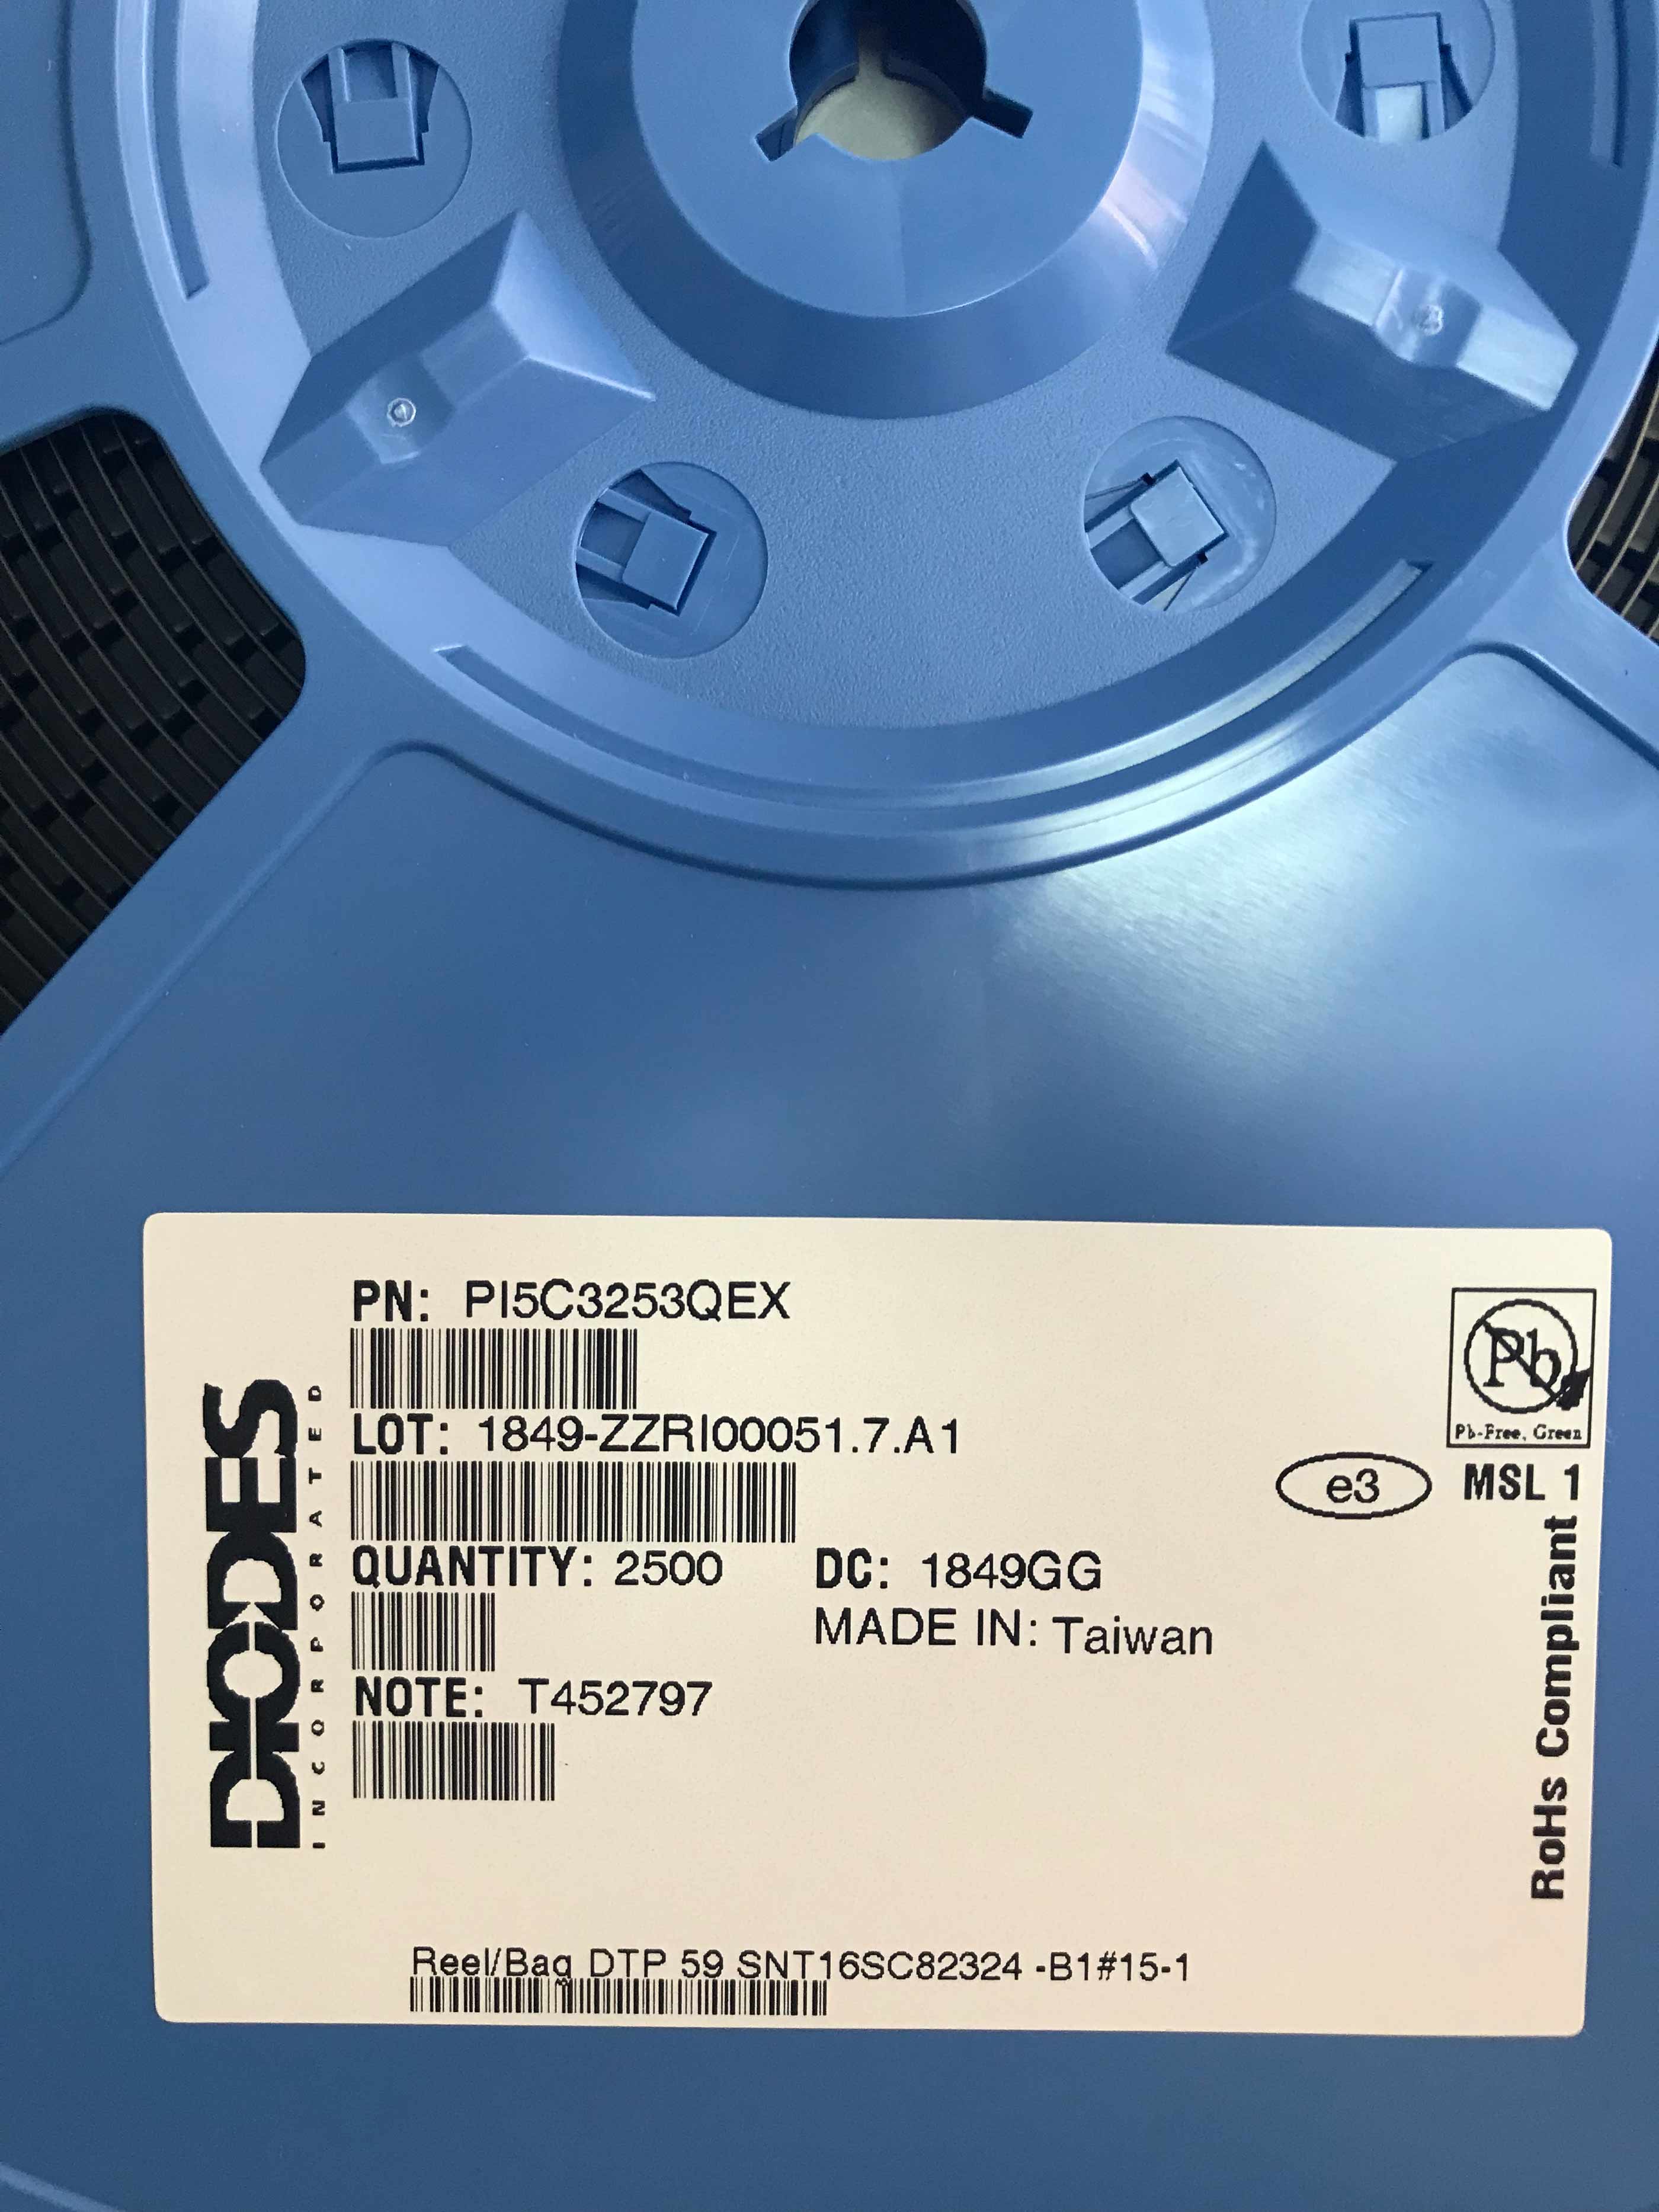 PN: PI5C3253QEX
LOT: 1849-ZZRI00051.7.A1
QUANTITY: 2500 DC: 1849GG
MADE IN: Taiwan
NOTE: T452797
Reel/Bag DTP 59 SNT16SC82324 -B1#15-1
DIODES
INCORPORATED
Pb
Pb-Free, Green
e3 MSL 1
RoHs Compliant